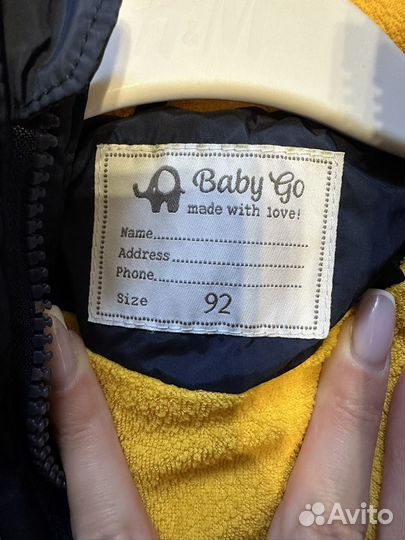 Baby Go
made with love!
Name
Address
Phone
Size 92
Avito